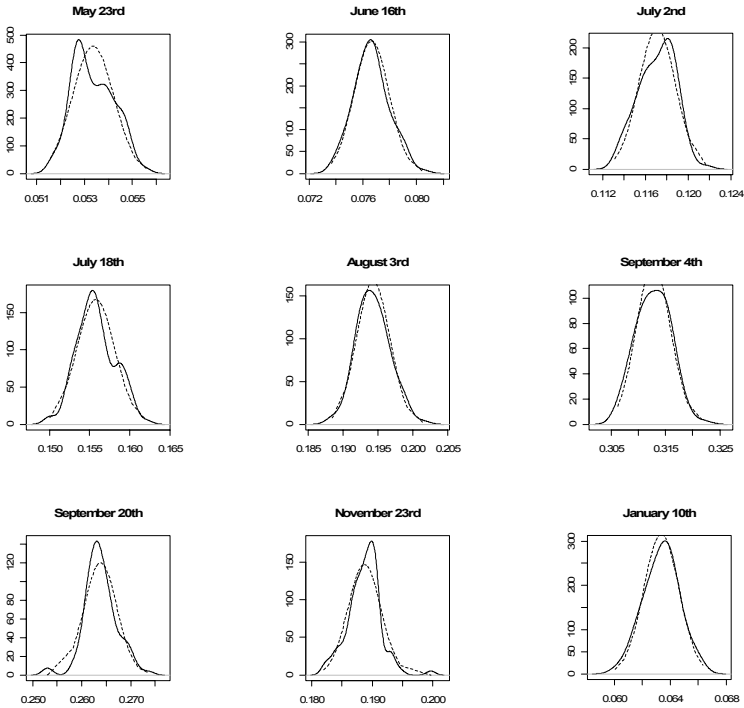 May 23rd
0 100 200 300 400 500
0.051 0.053 0.055
June 16th
0 50 100 200 300
0.072 0.076 0.080
July 2nd
0 50 100 200
0.112 0.116 0.120 0.124
July 18th
0 50 100 150
0.150 0.155 0.160 0.165
August 3rd
0 50 100 150
0.185 0.190 0.195 0.200 0.205
September 4th
0 20 40 60 80 100
0.305 0.315 0.325
September 20th
0 20 40 60 80 120
0.250 0.260 0.270
November 23rd
0 50 100 150
0.180 0.190 0.200
January 10th
0 50 100 200 300
0.060 0.064 0.068